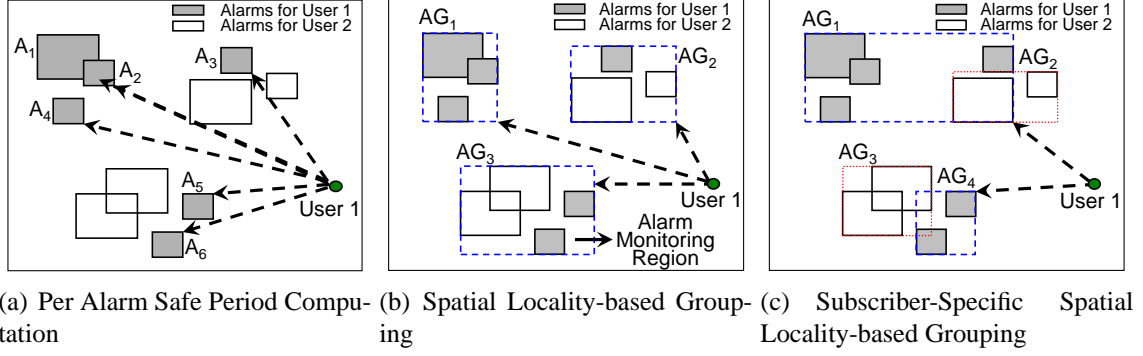 Alarms for User 1
Alarms for User 2
A1
A2
A3
A4
A5
A6
User 1
Alarms for User 1
Alarms for User 2
AG1
AG2
AG3
User 1
Alarm
Monitoring
Region
Alarms for User 1
Alarms for User 2
AG1
AG2
AG3
AG4
User 1
(a) Per Alarm Safe Period Compu-
tation
(b) Spatial Locality-based Group-
ing
(c) Subscriber-Specific Spatial
Locality-based Grouping